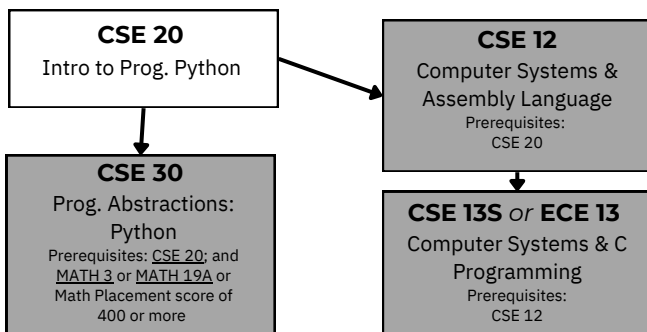 CSE 20
Intro to Prog. Python
CSE 12
Computer Systems &
Assembly Language
Prerequisites:
CSE 20
CSE 30
Prog. Abstractions:
Python
Prerequisites: CSE 20; and
MATH 3 or MATH 19A or
Math Placement score of
400 or more
CSE 13S or ECE 13
Computer Systems & C
Programming
Prerequisites:
CSE 12